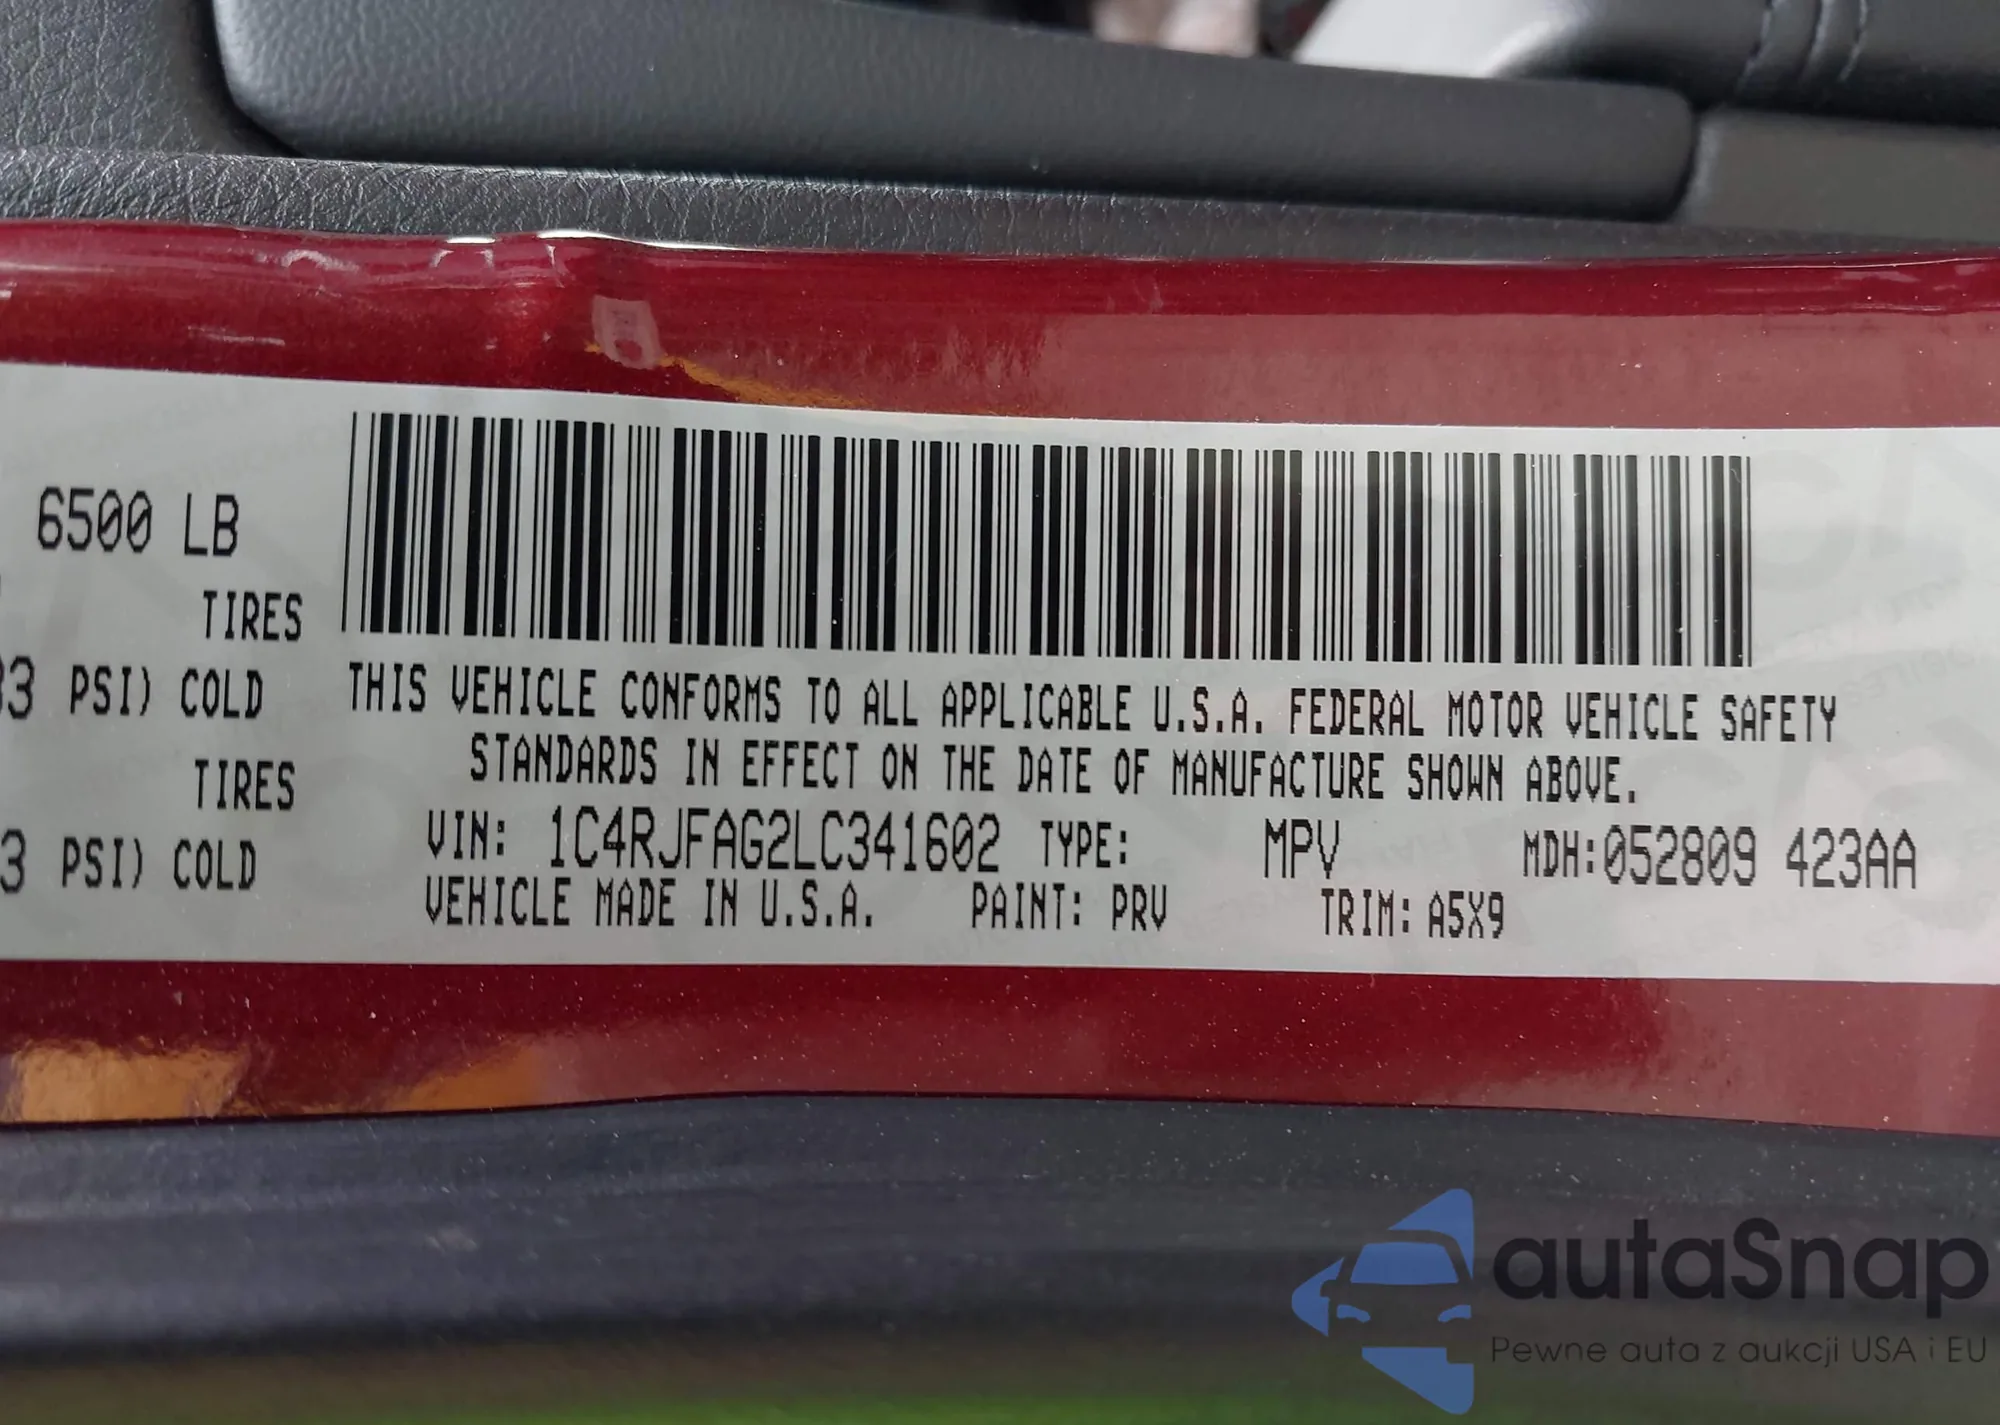 6500 LB
TIRES
33 PSI) COLD
TIRES
3 PSI) COLD
THIS VEHICLE CONFORMS TO ALL APPLICABLE U.S.A. FEDERAL MOTOR VEHICLE SAFETY
STANDARDS IN EFFECT ON THE DATE OF MANUFACTURE SHOWN ABOVE.
VIN: 1C4RJFAG2LC341602 TYPE: MPV MDH:052809 423AA
VEHICLE MADE IN U.S.A. PAINT: PRV TRIM: A5X9
autaSnap
Pewne auta z aukcji USA i EU